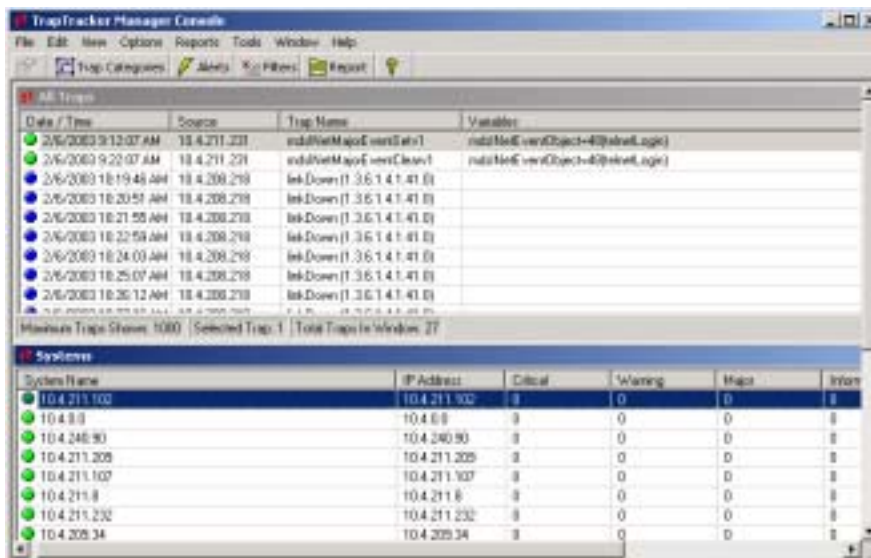 TrapTracker Manager Console
File Edit View Options Reports Tools Window Help
Trap Categories Alerts Filters Report
All Traps
Date / Time Source Trap Name Variables
2/6/2003 9:12:07 AM 10.4.211.231
2/6/2003 9:22:07 AM 10.4.211.231
2/6/2003 10:19:46 AM 10.4.208.218 linkDown (1.3.6.1.4.1.41.0)
2/6/2003 10:20:51 AM 10.4.208.218 linkDown (1.3.6.1.4.1.41.0)
2/6/2003 10:21:55 AM 10.4.208.218 linkDown (1.3.6.1.4.1.41.0)
2/6/2003 10:22:59 AM 10.4.208.218 linkDown (1.3.6.1.4.1.41.0)
2/6/2003 10:24:03 AM 10.4.208.218 linkDown (1.3.6.1.4.1.41.0)
2/6/2003 10:25:07 AM 10.4.208.218 linkDown (1.3.6.1.4.1.41.0)
2/6/2003 10:26:12 AM 10.4.208.218 linkDown (1.3.6.1.4.1.41.0)
Maximum Traps Shown: 1000 Selected Trap: 1 Total Traps In Window: 27
Systems
System Name IP Address Critical Warning Major Inform
10.4.211.102 10.4.211.102 0 0 0 0
10.4.0.0 10.4.0.0 0 0 0 0
10.4.240.90 10.4.240.90 0 0 0 0
10.4.211.209 10.4.211.209 0 0 0 0
10.4.211.107 10.4.211.107 0 0 0 0
10.4.211.8 10.4.211.8 0 0 0 0
10.4.211.232 10.4.211.232 0 0 0 0
10.4.209.34 10.4.209.34 0 0 0 0